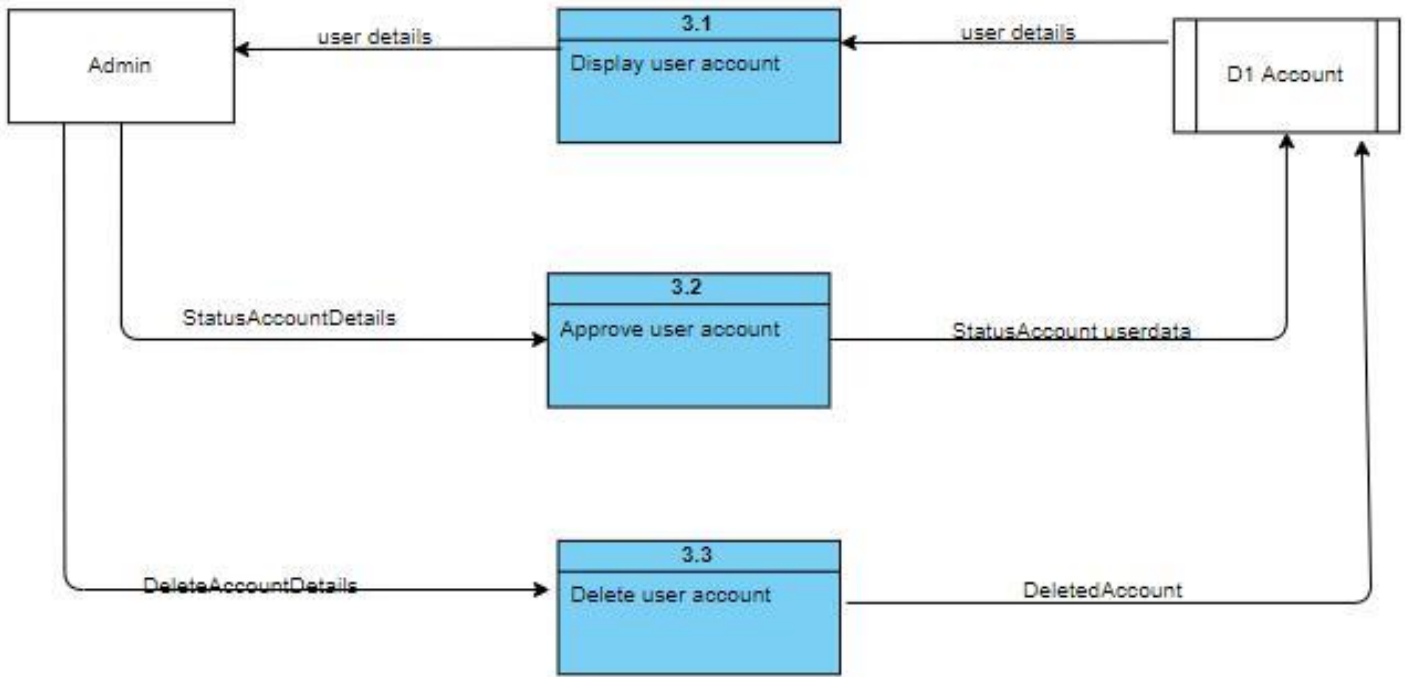 user details
3.1
user details
Admin
Display user account
D1 Account
3.2
StatusAccountDetails
Approve user account
StatusAccount userdata
3.3
DeleteAccountDetails
Delete user account
DeletedAccount